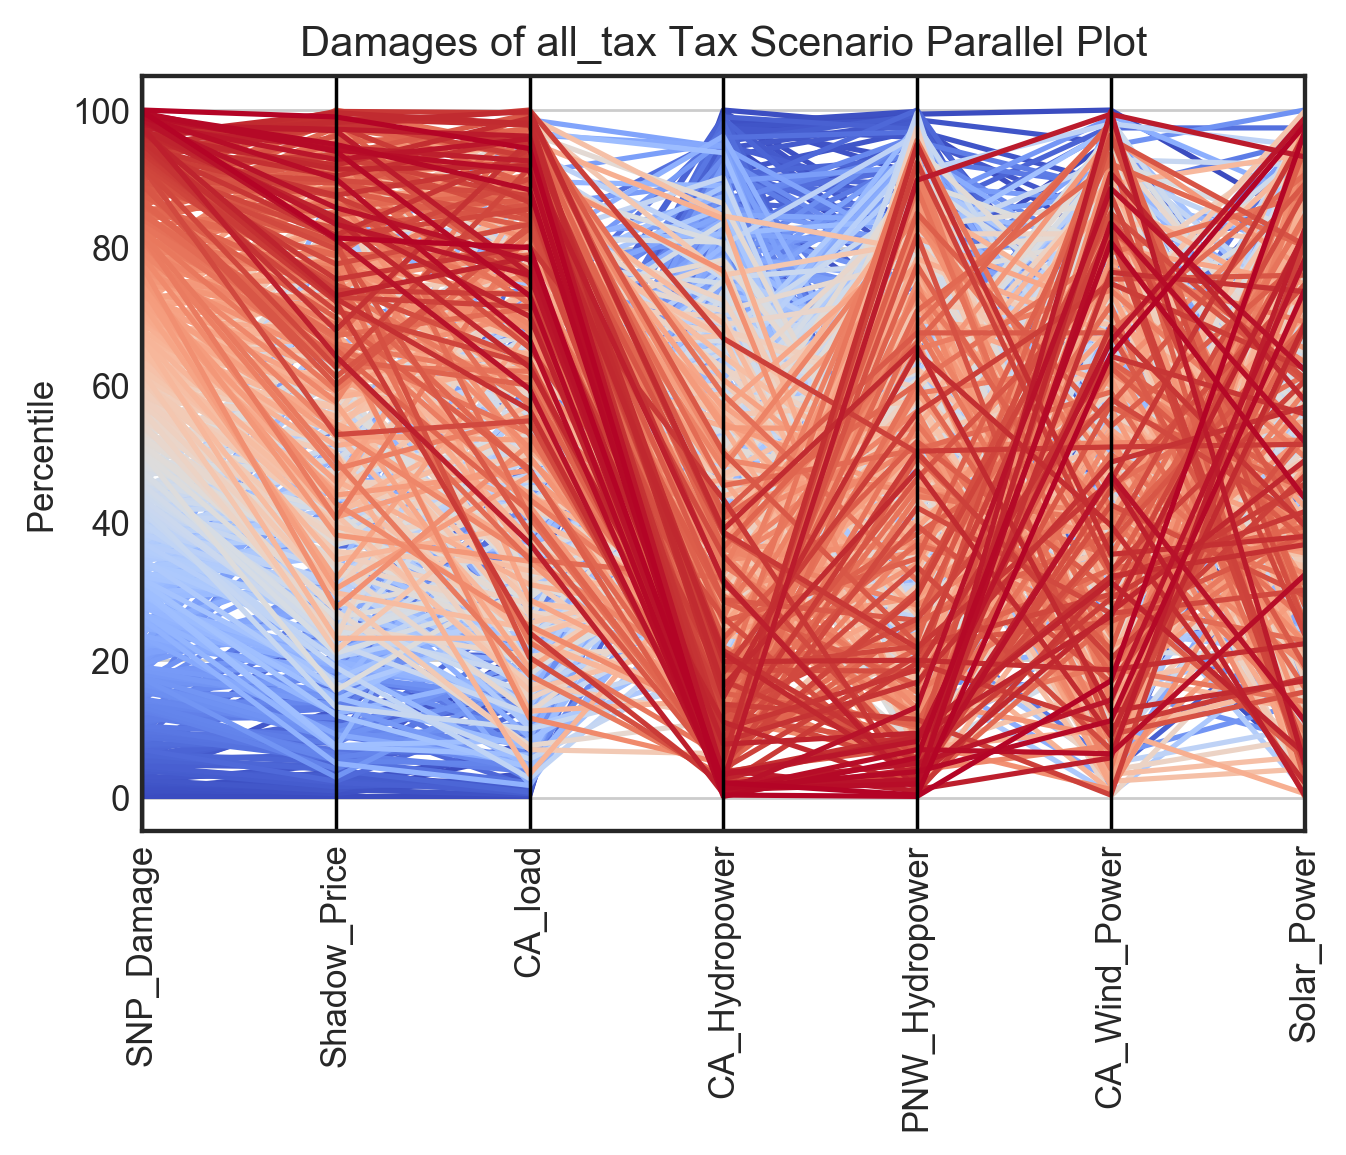 Damages of all_tax Tax Scenario Parallel Plot
Percentile
100
80
60
40
20
0
SNP_Damage
Shadow_Price
CA_load
CA_Hydropower
PNW_Hydropower
CA_Wind_Power
Solar_Power